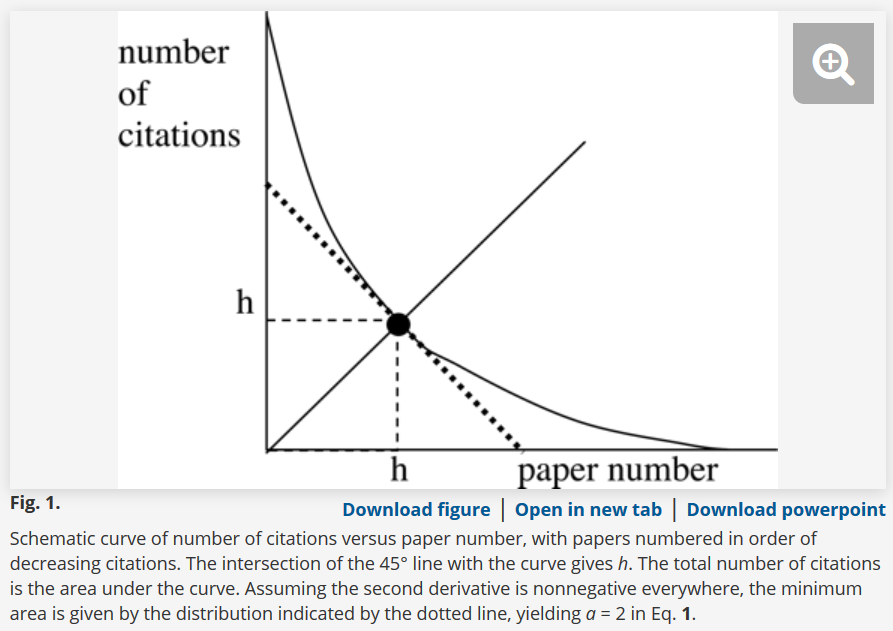 number
of
citations
h
h
paper number
Fig. 1.
Download figure | Open in new tab | Download powerpoint
Schematic curve of number of citations versus paper number, with papers numbered in order of
decreasing citations. The intersection of the 45° line with the curve gives h. The total number of citations
is the area under the curve. Assuming the second derivative is nonnegative everywhere, the minimum
area is given by the distribution indicated by the dotted line, yielding a = 2 in Eq. 1.